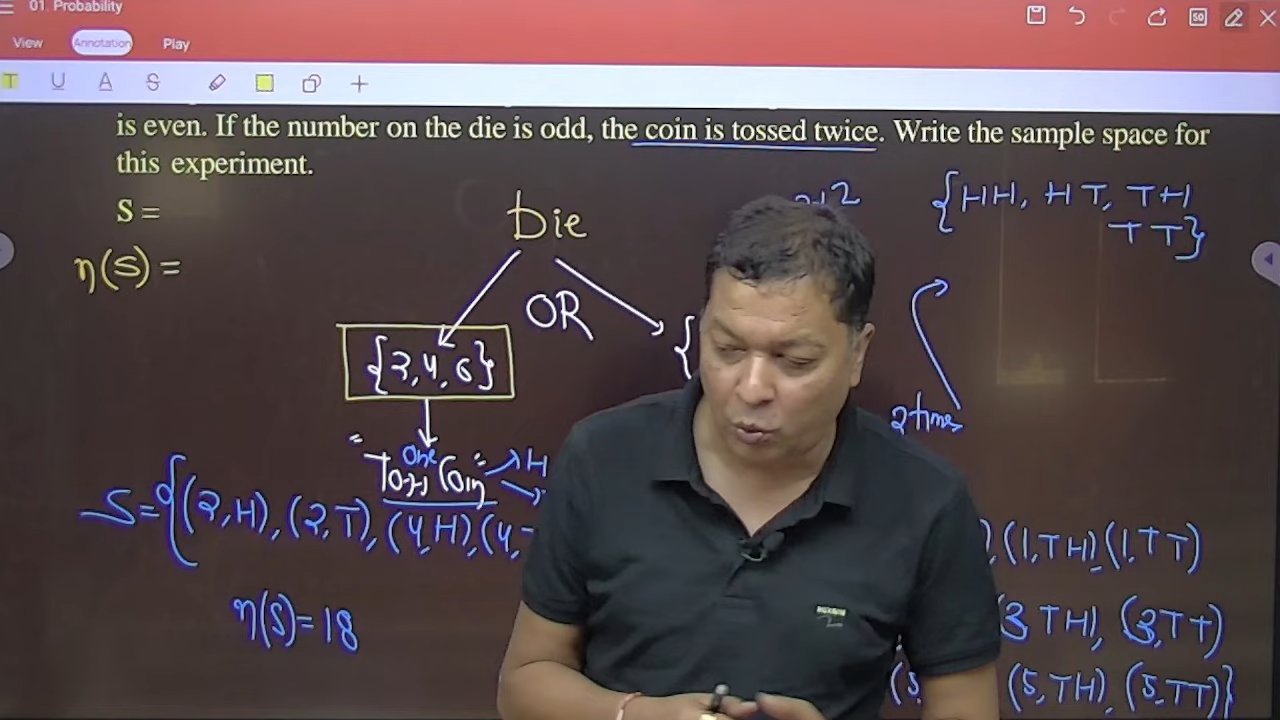 01. Probability
View Annotation Play
T U A S
50
is even. If the number on the die is odd, the coin is tossed twice. Write the sample space for
this experiment.
S =
η(S) =
Die
{HH, HT, TH
TT}
OR
{2,4,6}
{
2 times
"Toss One Coin" H
S={(2,H), (2,T), (4,H), (4,
(1,TH) (1,TT)
η(S)=18
(3 TH), (3,TT)
(5, (5,TH), (5,TT)}